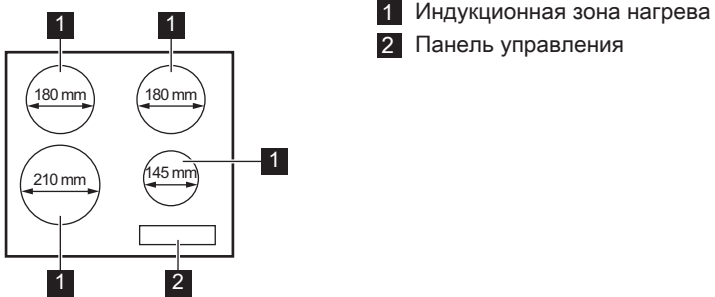 1 1
180 mm 180 mm
1
145 mm
210 mm
1 2
1 Индукционная зона нагрева
2 Панель управления